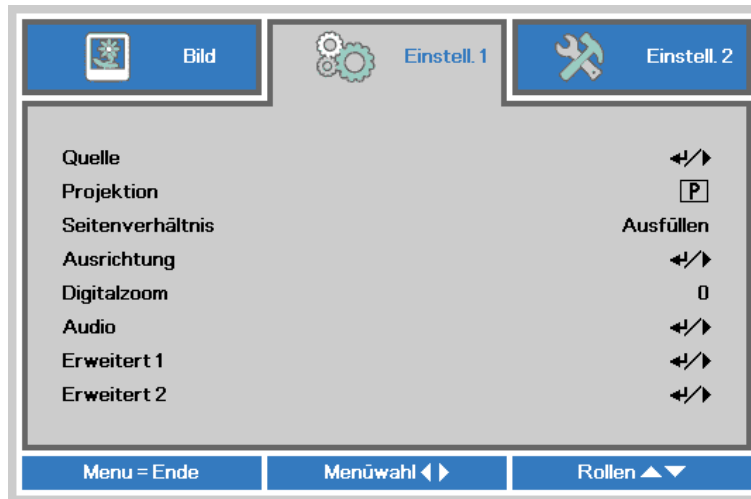 Bild Einstell. 1 Einstell. 2
Quelle
Projektion P
Seitenverhältnis Ausfüllen
Ausrichtung
Digitalzoom 0
Audio
Erweitert 1
Erweitert 2
Menu = Ende Menüwahl Rollen